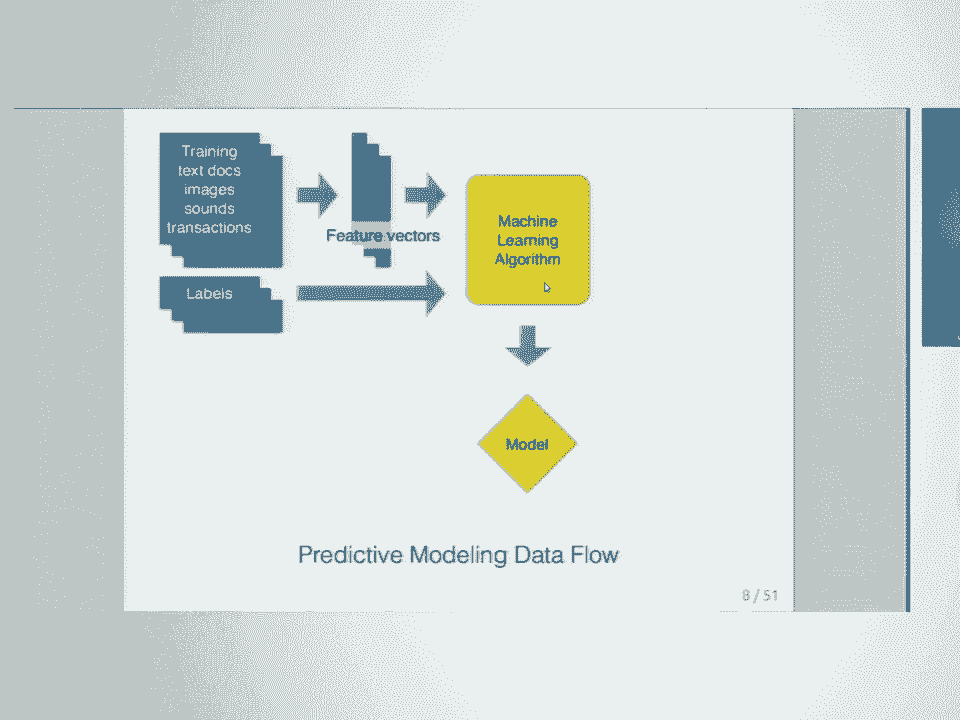 Training
text docs
images
sounds
transactions
Feature vectors
Machine
Learning
Algorithm
Labels
Model
Predictive Modeling Data Flow
8 / 51